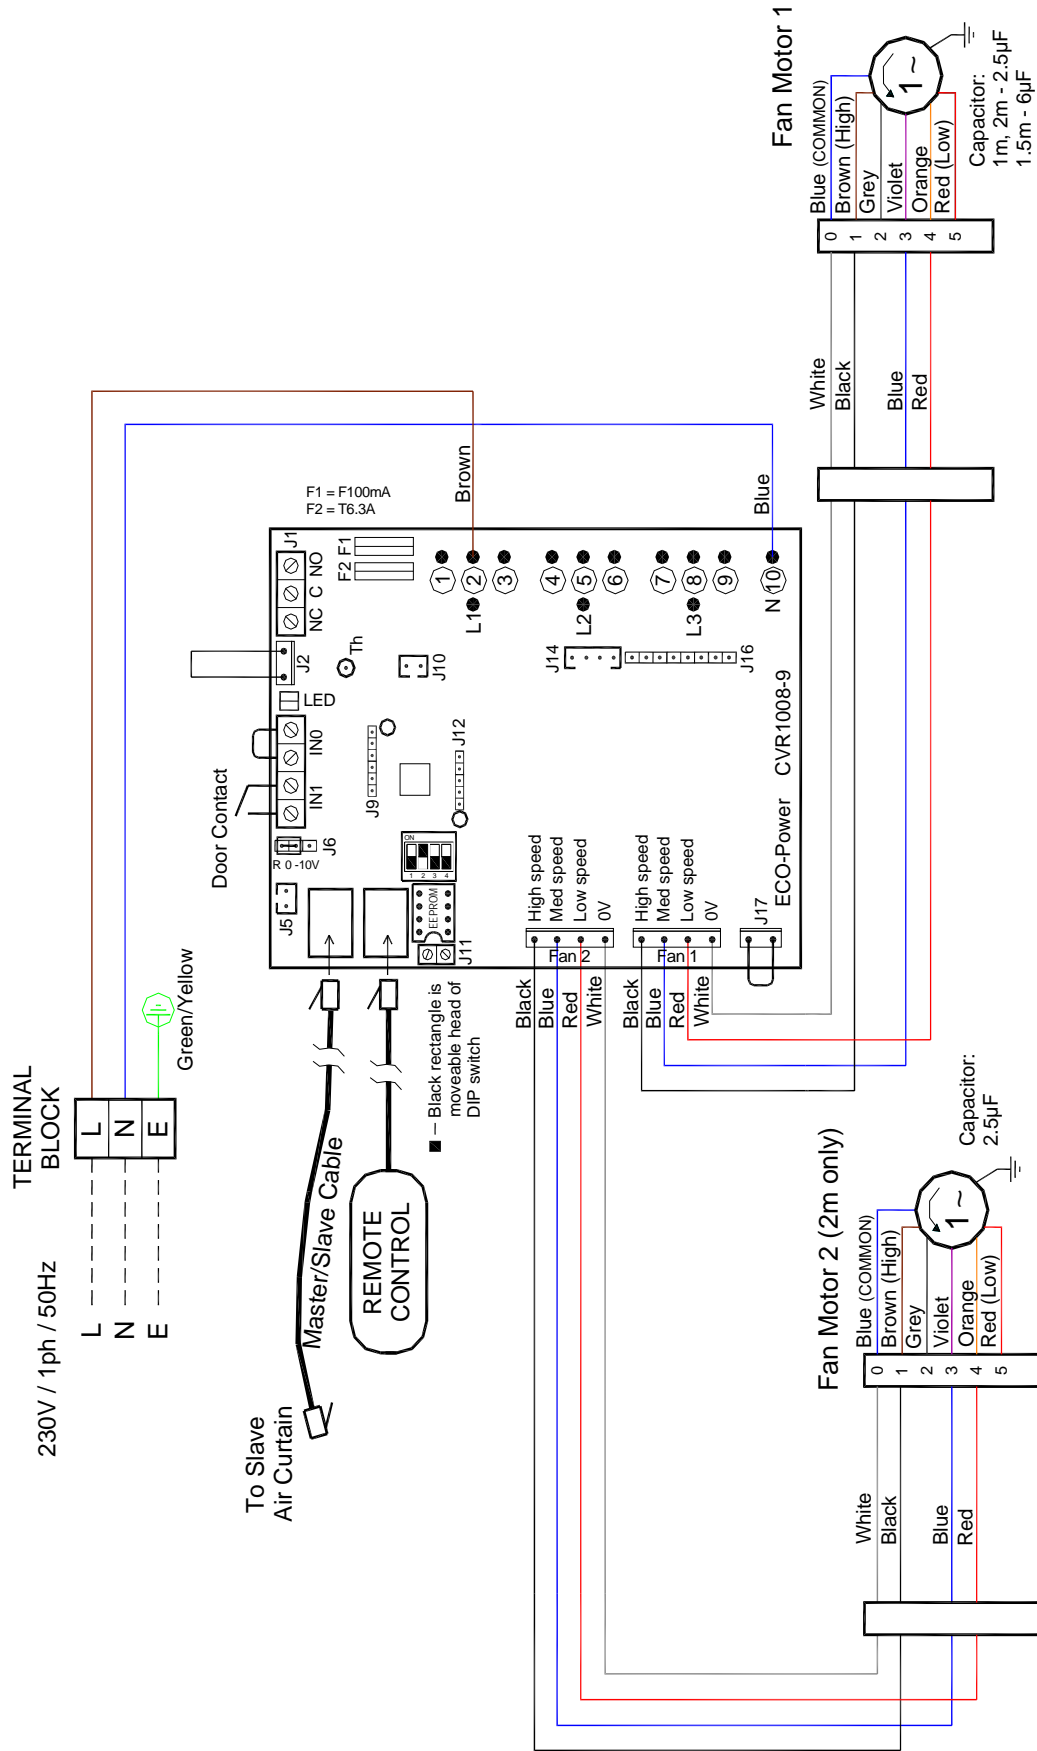 230V / 1ph / 50Hz
L
N
E
TERMINAL
BLOCK
L
N
E
Green/Yellow
To Slave
Air Curtain
Master/Slave Cable
REMOTE
CONTROL
■ – Black rectangle is
moveable head of
DIP switch
Door Contact
J5
R 0 -10V
J6
IN1
IN0
LED
J2
NC C NO
J1
F1 = F100mA
F2 = T6.3A
F2
F1
Th
J10
J9
J12
ON
1 2 3 4
EEPROM
J11
J14
J16
L1
L2
L3
1
2
3
4
5
6
7
8
9
N 10
Brown
Blue
ECO-Power CVR1008-9
High speed
Med speed
Low speed
0V
Fan 2
High speed
Med speed
Low speed
0V
Fan 1
J17
Black
Blue
Red
White
Black
Blue
Red
White
Fan Motor 2 (2m only)
White
Black
Blue
Red
0
1
2
3
4
5
Blue (COMMON)
Brown (High)
Grey
Violet
Orange
Red (Low)
1 ~
Capacitor:
2.5µF
Fan Motor 1
White
Black
Blue
Red
0
1
2
3
4
5
Blue (COMMON)
Brown (High)
Grey
Violet
Orange
Red (Low)
1 ~
Capacitor:
1m, 2m - 2.5µF
1.5m - 6µF